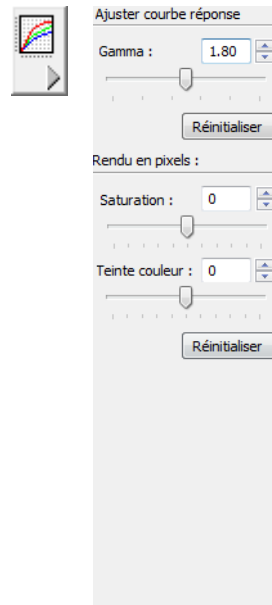 Ajuster courbe réponse
Gamma : 1.80
Réinitialiser
Rendu en pixels :
Saturation : 0
Teinte couleur : 0
Réinitialiser